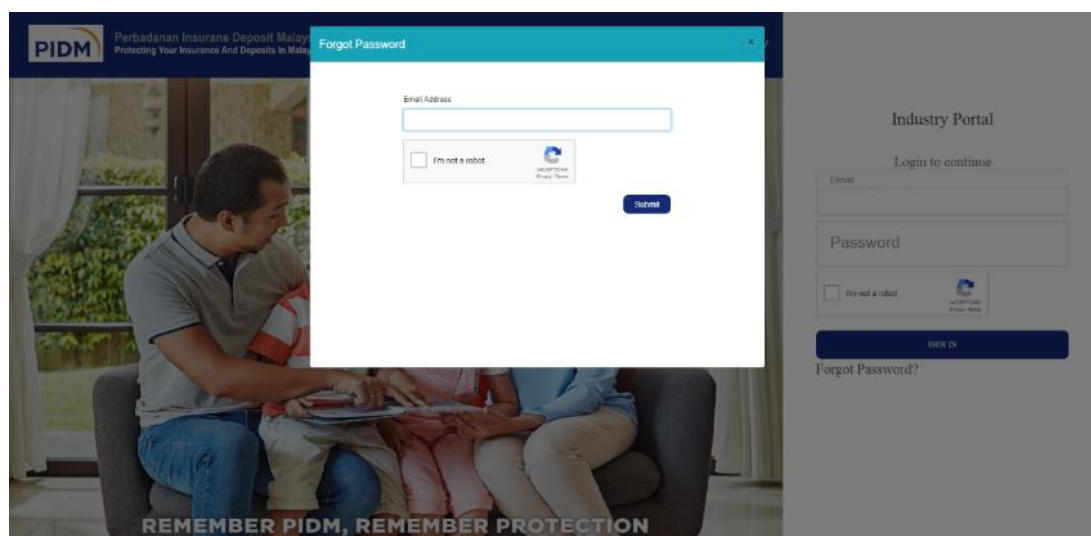 PIDM
Perbadanan Insurans Deposit Malay
Protecting Your Insurance And Deposits In Malay
Forgot Password
×
Email Address
I'm not a robot
reCAPTCHA
Privacy - Terms
Submit
Industry Portal
Login to continue
Email
Password
I'm not a robot
reCAPTCHA
Privacy - Terms
SIGN IN
Forgot Password?
REMEMBER PIDM, REMEMBER PROTECTION